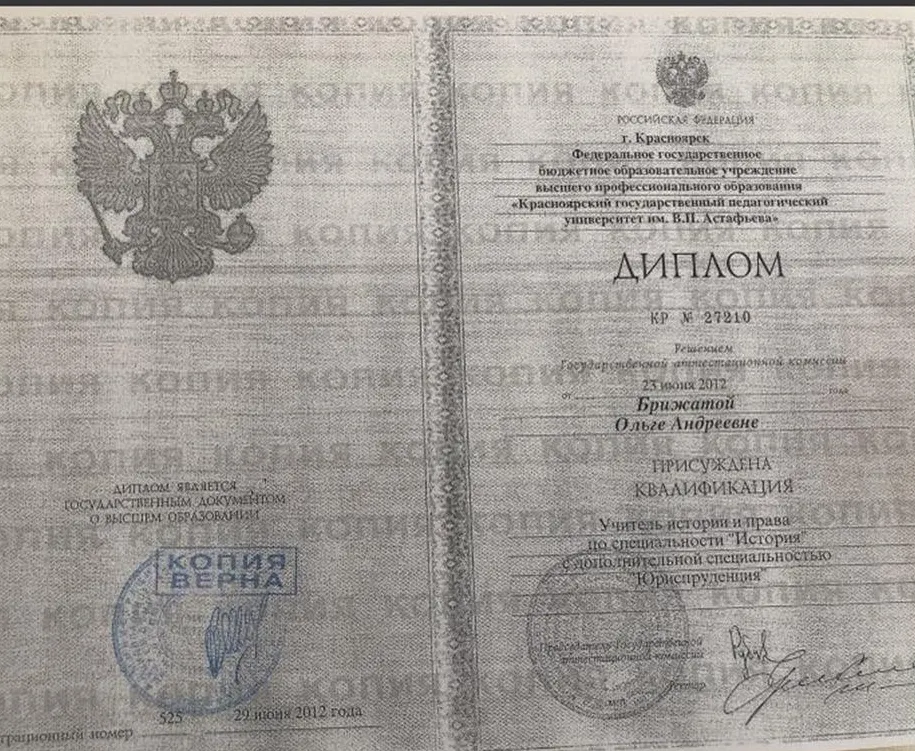 ДИПЛОМ ЯВЛЯЕТСЯ
ГОСУДАРСТВЕННЫМ ДОКУМЕНТОМ
О ВЫСШЕМ ОБРАЗОВАНИИ
КОПИЯ
ВЕРНА
525 29 июня 2012 года
номер
РОССИЙСКАЯ ФЕДЕРАЦИЯ
г. Красноярск
Федеральное государственное
бюджетное образовательное учреждение
высшего профессионального образования
«Красноярский государственный педагогический
университет им. В.П. Астафьева»
ДИПЛОМ
КР № 27210
Решением
Государственной аттестационной комиссии
от 23 июня 2012 года
Брижатой
Ольге Андреевне
ПРИСУЖДЕНА
КВАЛИФИКАЦИЯ
Учитель истории и права
по специальности "История"
с дополнительной специальностью
"Юриспруденция"
Председатель Государственной
аттестационной комиссии